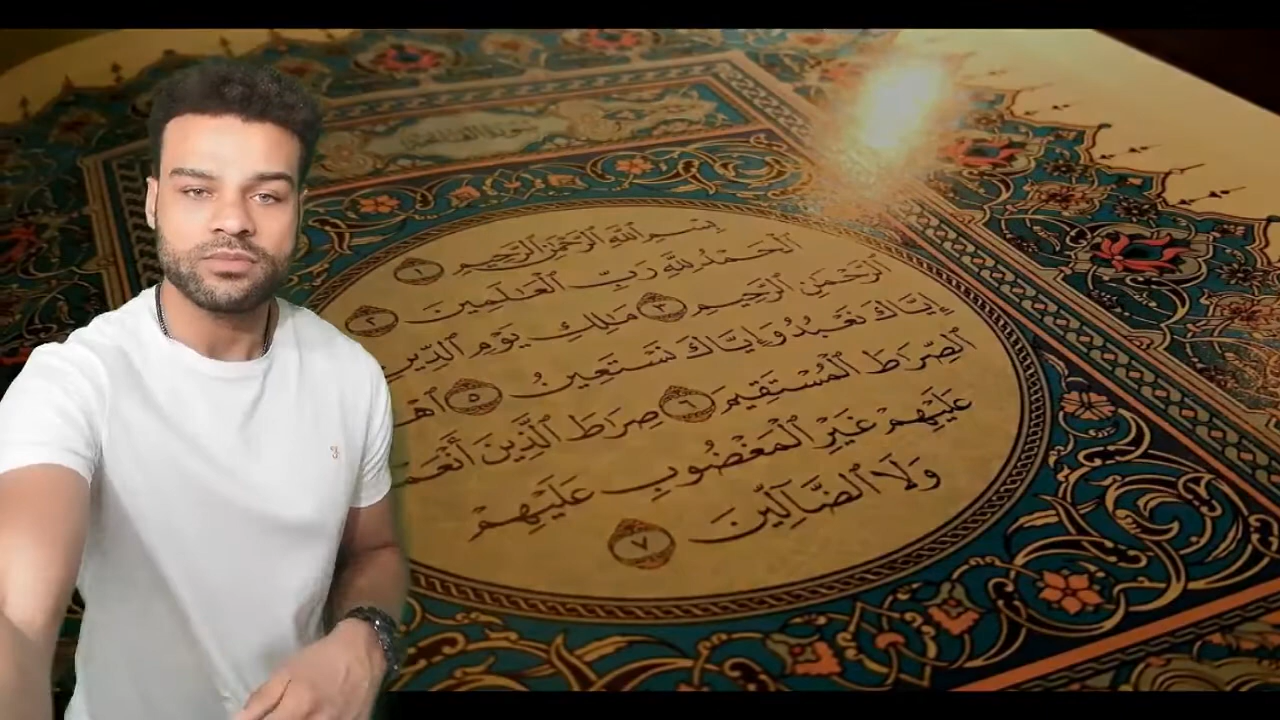 بِسْمِ ٱللَّهِ ٱلرَّحْمَٰنِ ٱلرَّحِيمِ ١
ٱلْحَمْدُ لِلَّهِ رَبِّ ٱلْعَٰلَمِينَ ٢
ٱلرَّحْمَٰنِ ٱلرَّحِيمِ ٣ مَٰلِكِ يَوْمِ ٱلدِّينِ
إِيَّاكَ نَعْبُدُ وَإِيَّاكَ نَسْتَعِينُ ٥
ٱلصِّرَٰطَ ٱلْمُسْتَقِيمَ ٦ صِرَٰطَ ٱلَّذِينَ أَنْعَمْ
عَلَيْهِمْ غَيْرِ ٱلْمَغْضُوبِ عَلَيْهِمْ
وَلَا ٱلضَّآلِّينَ ٧